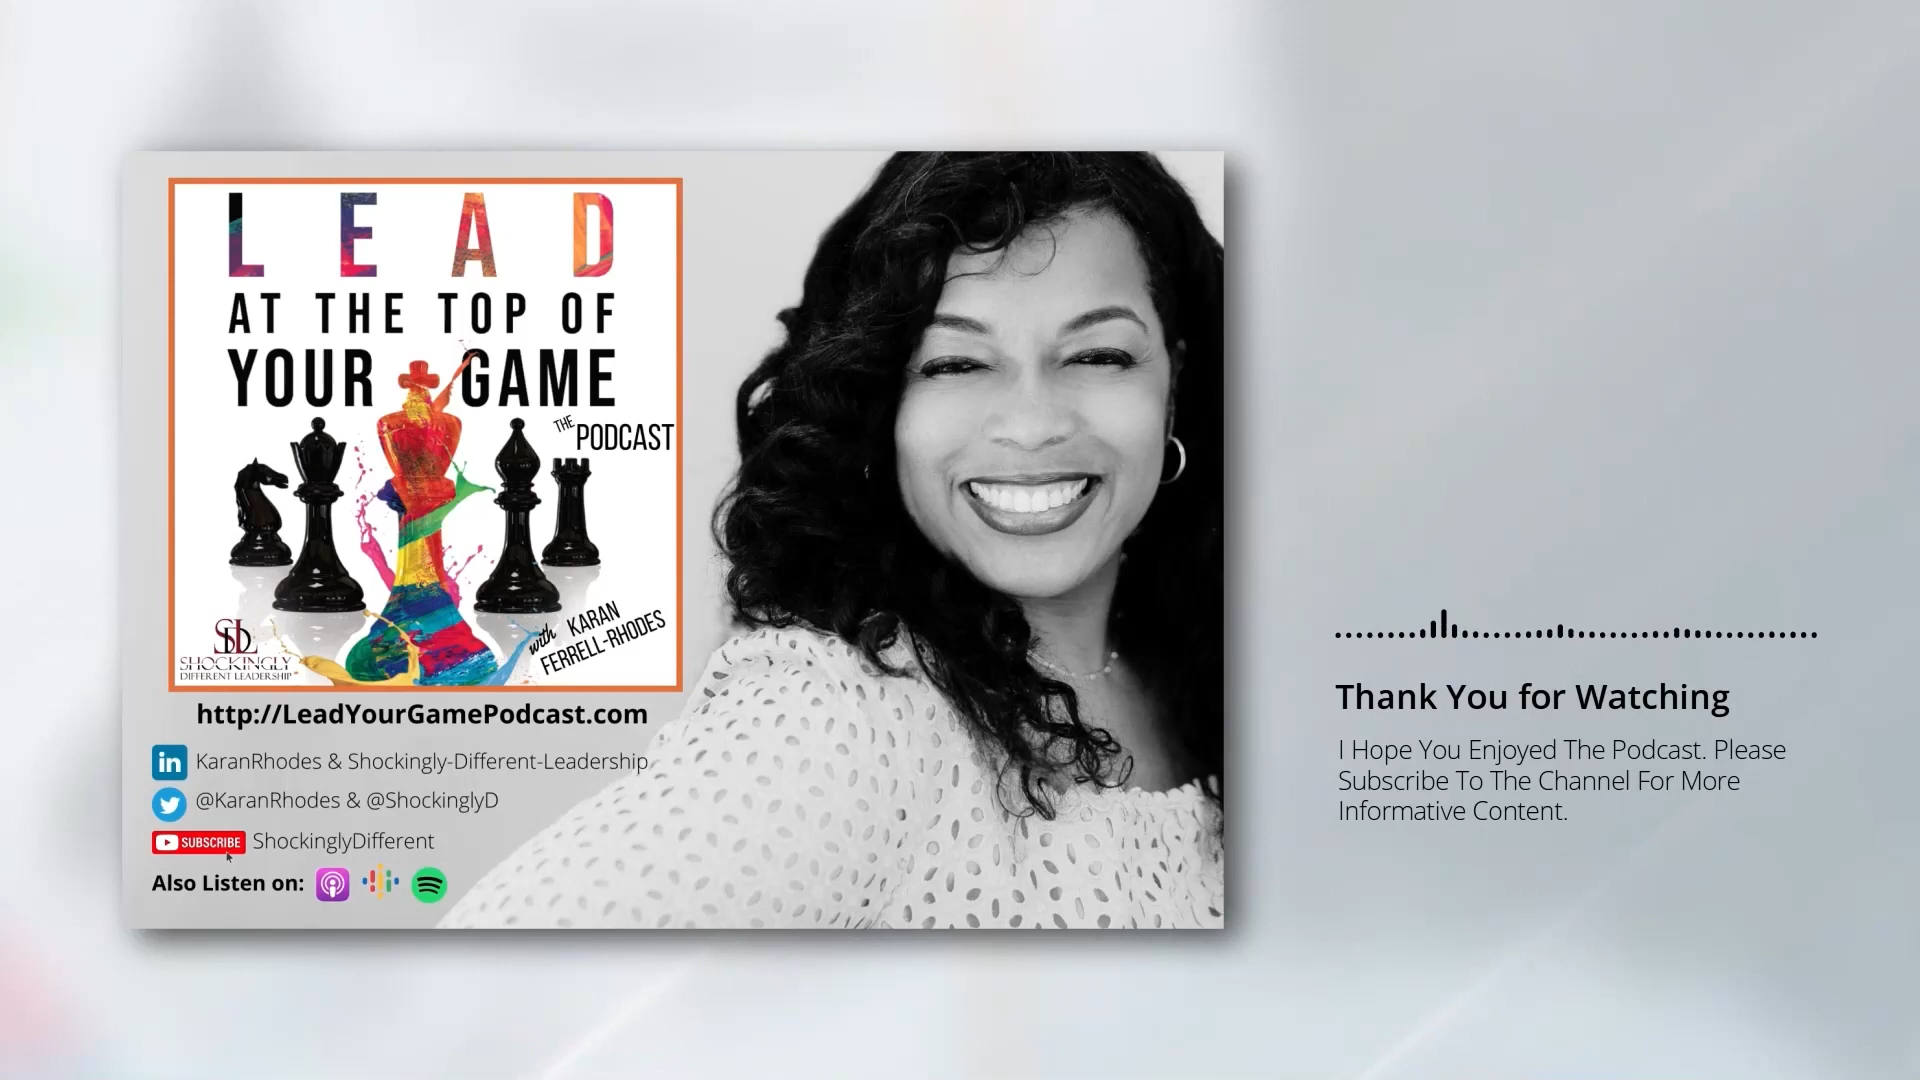 LEAD
AT THE TOP OF
YOUR GAME
THE PODCAST
with KARAN
FERRELL-RHODES
SDL
SHOCKINGLY
DIFFERENT LEADERSHIP
http://LeadYourGamePodcast.com
in KaranRhodes & Shockingly-Different-Leadership
@KaranRhodes & @ShockinglyD
SUBSCRIBE ShockinglyDifferent
Also Listen on:
Thank You for Watching
I Hope You Enjoyed The Podcast. Please
Subscribe To The Channel For More
Informative Content.